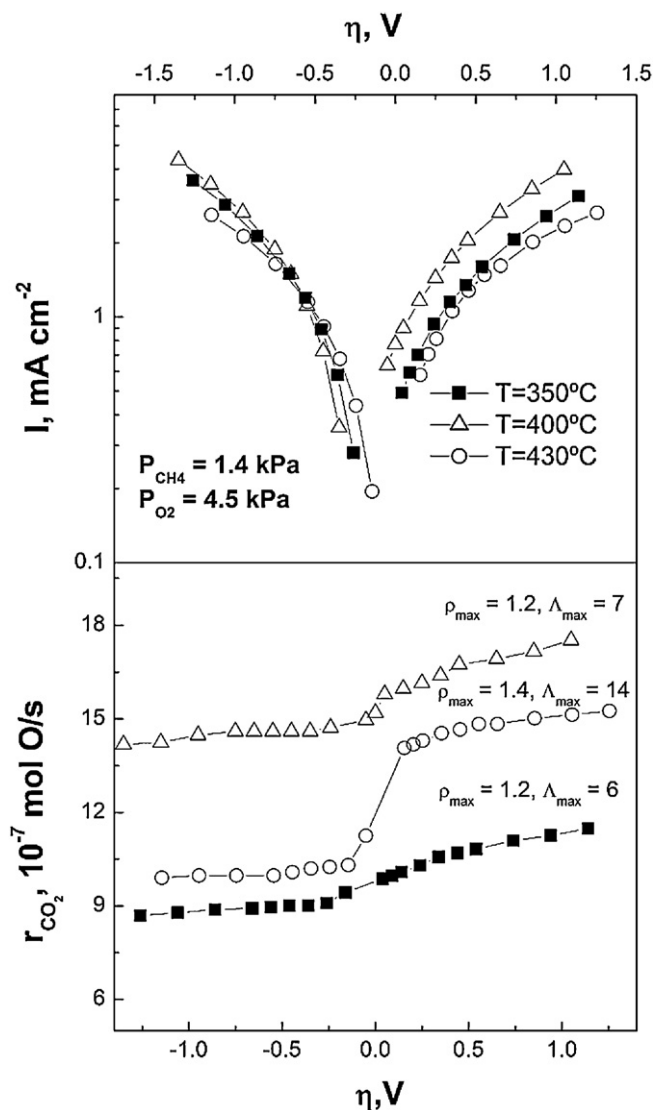 η, V
-1.5 -1.0 -0.5 0.0 0.5 1.0 1.5
I, mA cm⁻²
1
0.1
T=350ºC
T=400ºC
T=430ºC
P_CH4 = 1.4 kPa
P_O2 = 4.5 kPa
r_CO₂, 10⁻⁷ mol O/s
18
15
12
9
6
ρ_max = 1.2, Λ_max = 7
ρ_max = 1.4, Λ_max = 14
ρ_max = 1.2, Λ_max = 6
-1.0 -0.5 0.0 0.5 1.0
η,V